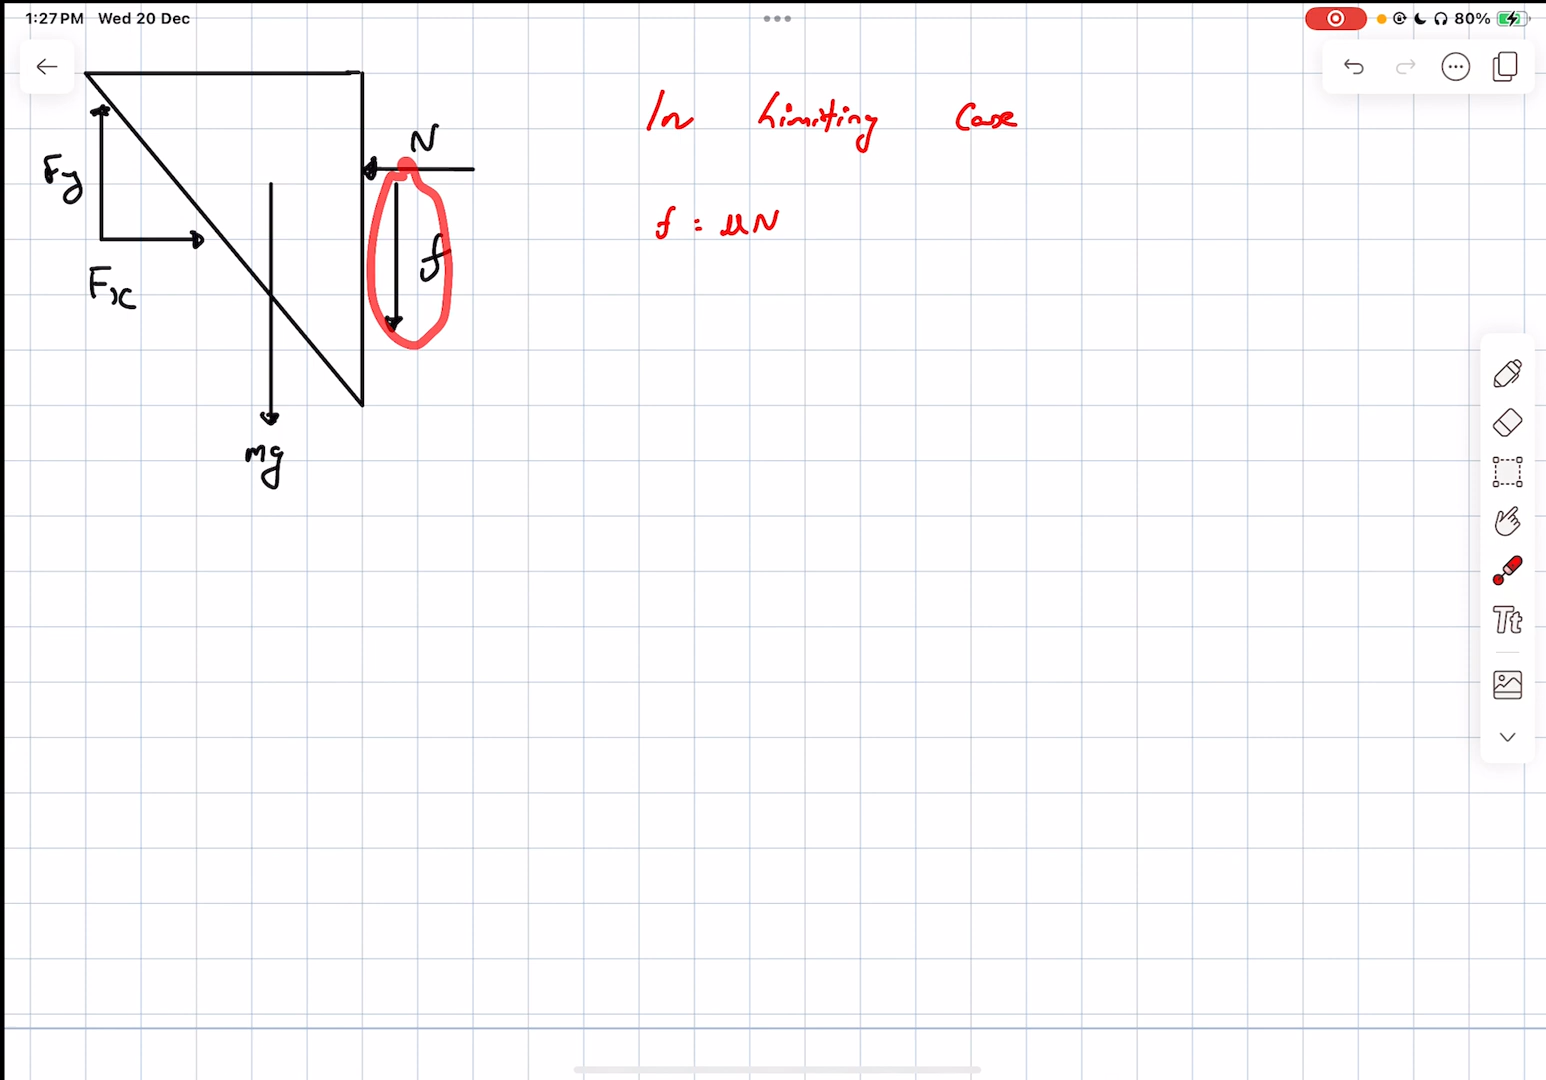 1:27 PM Wed 20 Dec
80%
In Limiting Case
N
Fy
f = μN
f
Fx
mg
Tt